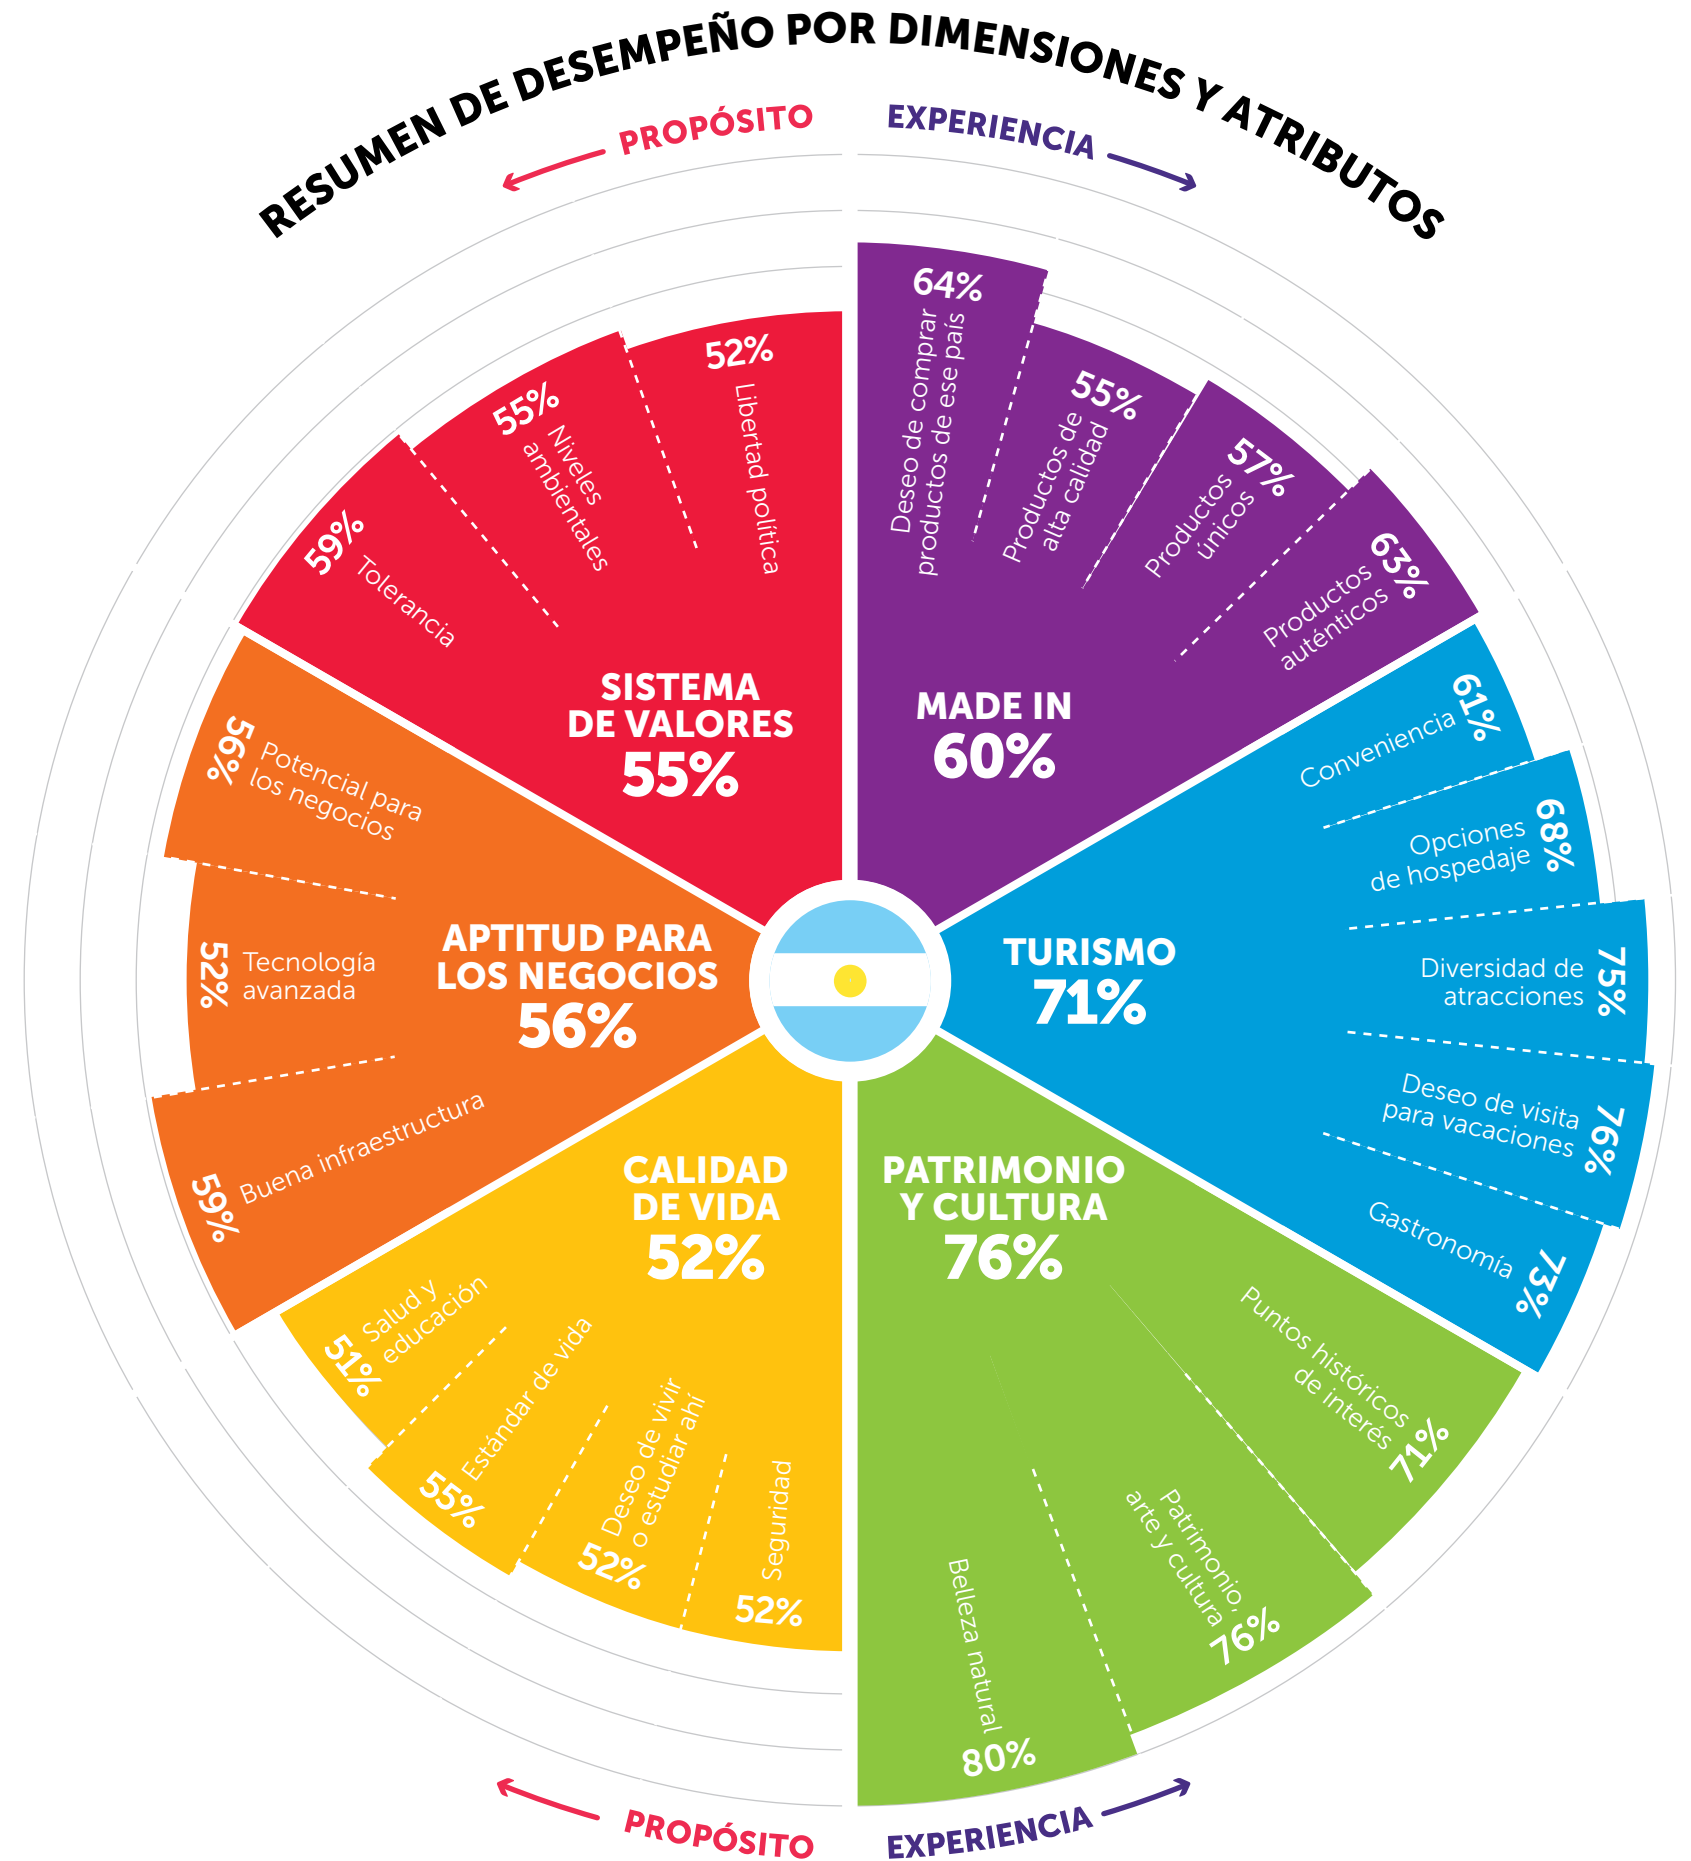 RESUMEN DE DESEMPEÑO POR DIMENSIONES Y ATRIBUTOS
PROPÓSITO
EXPERIENCIA
MADE IN
60%
64%
Deseo de comprar
productos de ese país
55%
Productos de
alta calidad
57%
Productos
únicos
63%
Productos
auténticos
TURISMO
71%
61%
Conveniencia
68%
Opciones
de hospedaje
75%
Diversidad de
atracciones
76%
Deseo de visita
para vacaciones
73%
Gastronomía
PATRIMONIO
Y CULTURA
76%
Puntos históricos
de interés
71%
Patrimonio,
arte y cultura
76%
Belleza natural
80%
CALIDAD
DE VIDA
52%
Seguridad
52%
Deseo de vivir
o estudiar ahí
52%
Estándar de vida
55%
Salud y
educación
51%
APTITUD PARA
LOS NEGOCIOS
56%
Buena infraestructura
59%
Tecnología
avanzada
52%
Potencial para
los negocios
56%
SISTEMA
DE VALORES
55%
59%
Tolerancia
55%
Niveles
ambientales
52%
Libertad política
PROPÓSITO
EXPERIENCIA